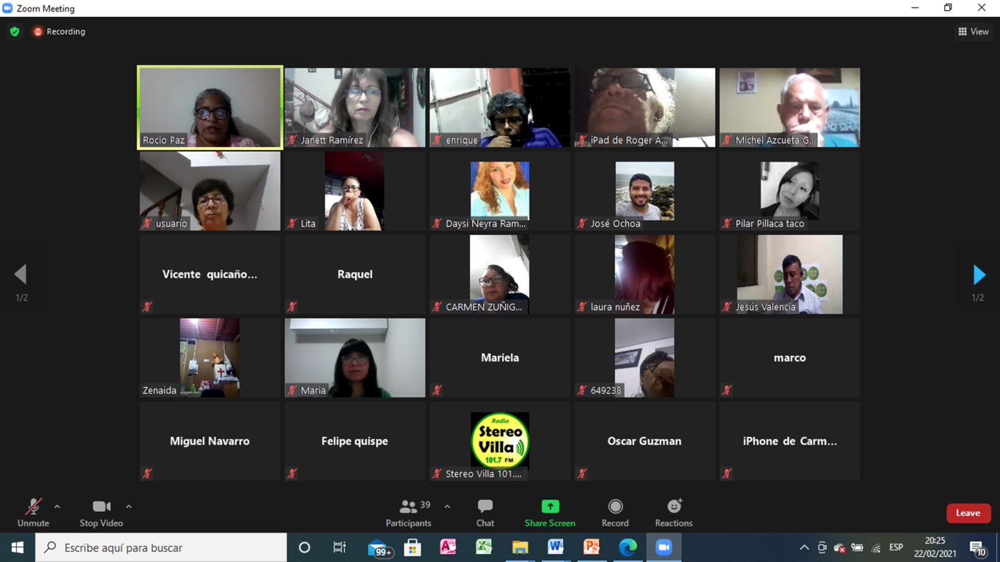 Zoom Meeting
Recording
View
Rocio Paz
Janett Ramírez
enrique
iPad de Roger A...
Michel Azcueta G...
usuario
Lita
Daysi Neyra Ram...
José Ochoa
Pilar Pillaca taco
Vicente quicaño...
Raquel
CARMEN ZUÑIG...
laura nuñez
Jesús Valencia
1/2
1/2
Zenaida
Maria
Mariela
649238
marco
Miguel Navarro
Felipe quispe
Radio
Stereo
Villa
101.7 FM
Stereo Villa 101....
Oscar Guzman
iPhone de Carm...
Unmute
Stop Video
39
Participants
Chat
Share Screen
Record
Reactions
Leave
Escribe aquí para buscar
99+
ESP
20:25
22/02/2021
10